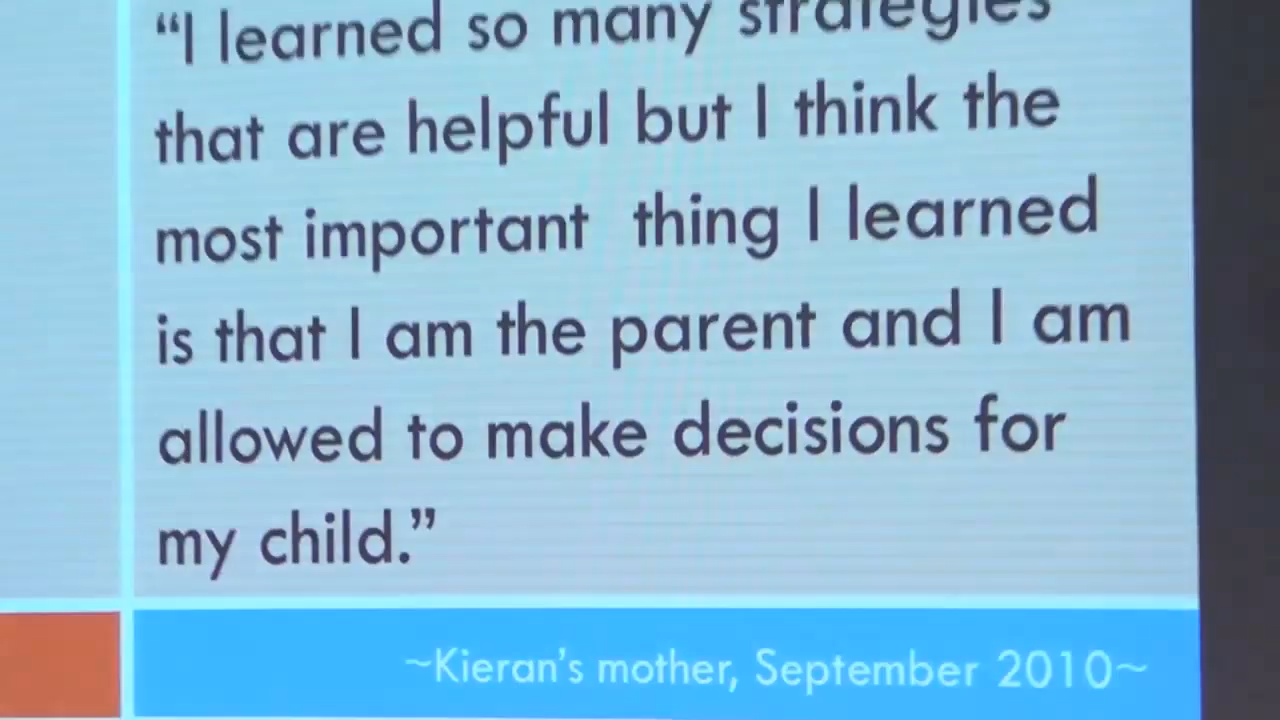 “I learned so many strategies
that are helpful but I think the
most important  thing I learned
is that I am the parent and I am
allowed to make decisions for
my child.”
~Kieran’s mother, September 2010~